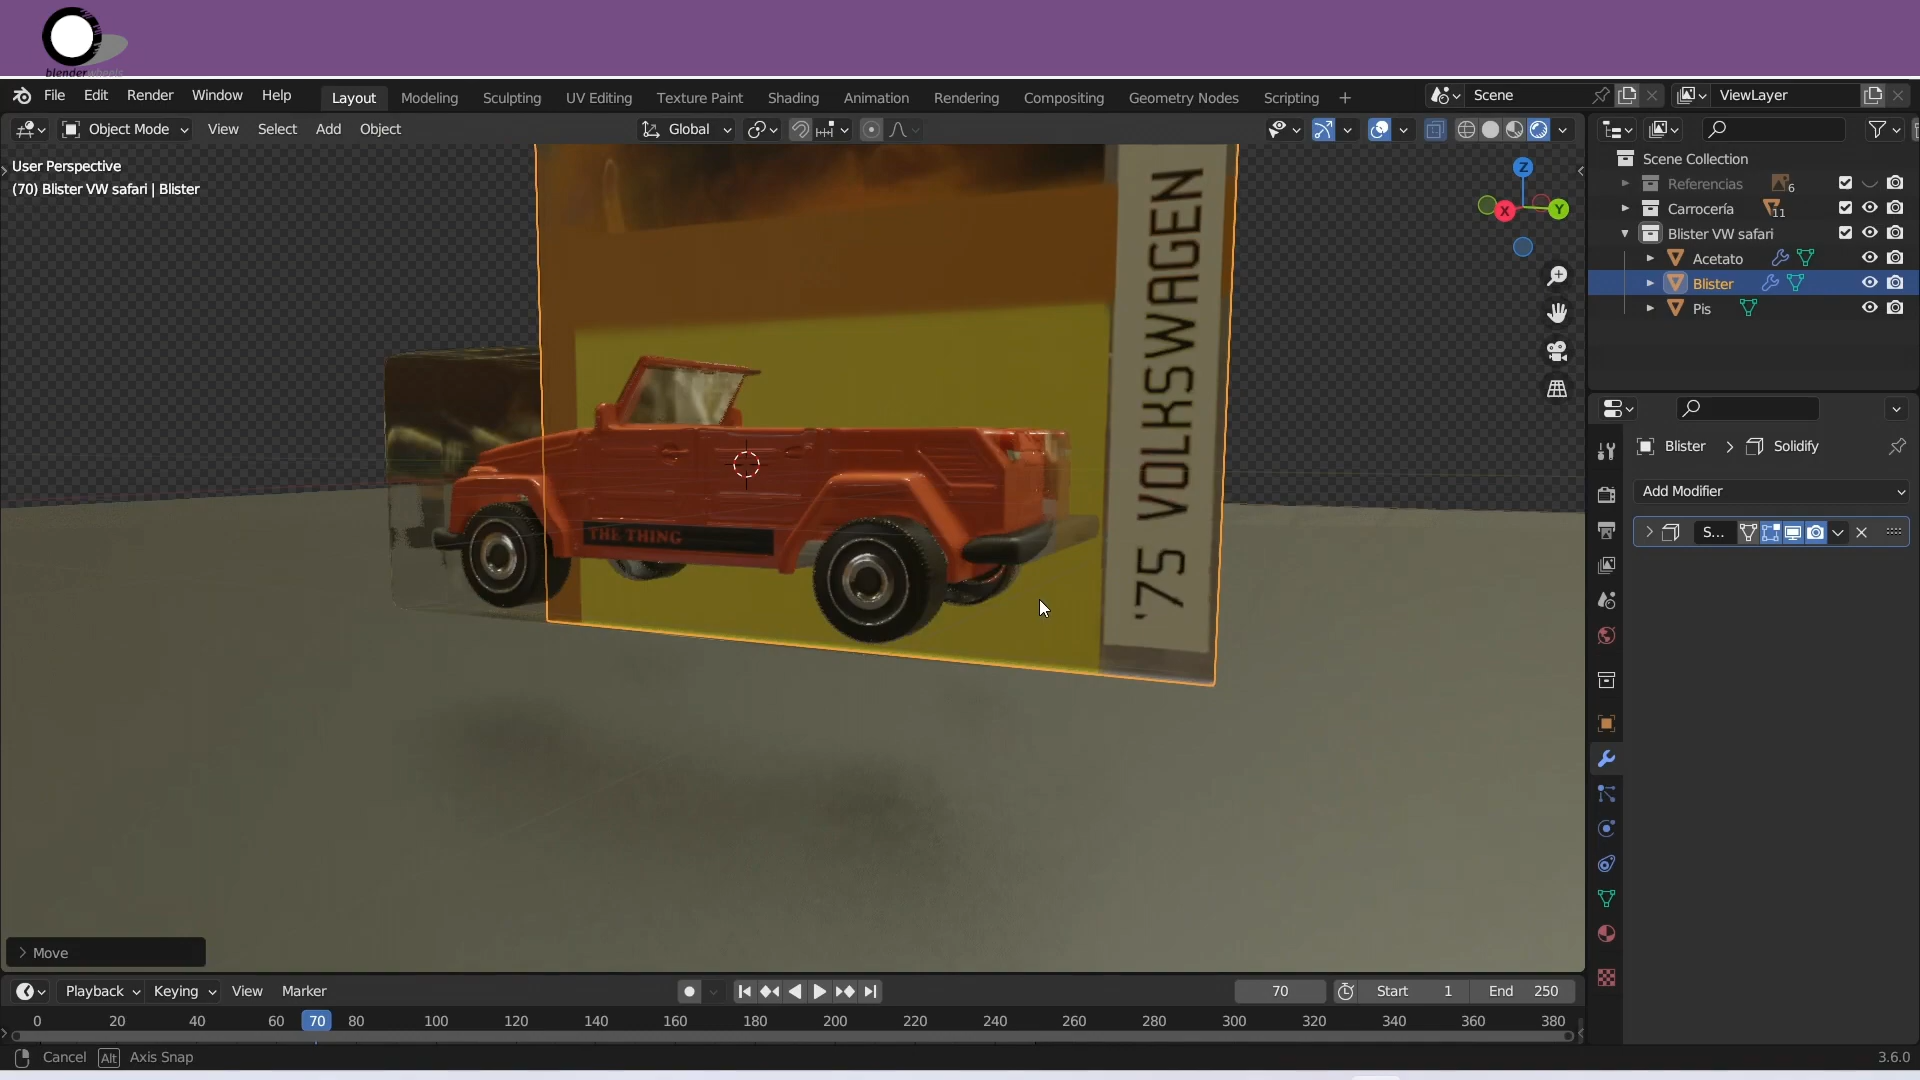 blenderwheels
File Edit Render Window Help Layout Modeling Sculpting UV Editing Texture Paint Shading Animation Rendering Compositing Geometry Nodes Scripting + Scene ViewLayer
Object Mode View Select Add Object Global
User Perspective
(70) Blister VW safari | Blister
Z
X
Y
Scene Collection
Referencias 6
Carrocería 11
Blister VW safari
Acetato
Blister
Pis
Blister > Solidify
Add Modifier
S...
'75 VOLKSWAGEN
THE THING
Move
Playback Keying View Marker 70 Start 1 End 250
0 20 40 60 70 80 100 120 140 160 180 200 220 240 260 280 300 320 340 360 380
Cancel Alt Axis Snap 3.6.0